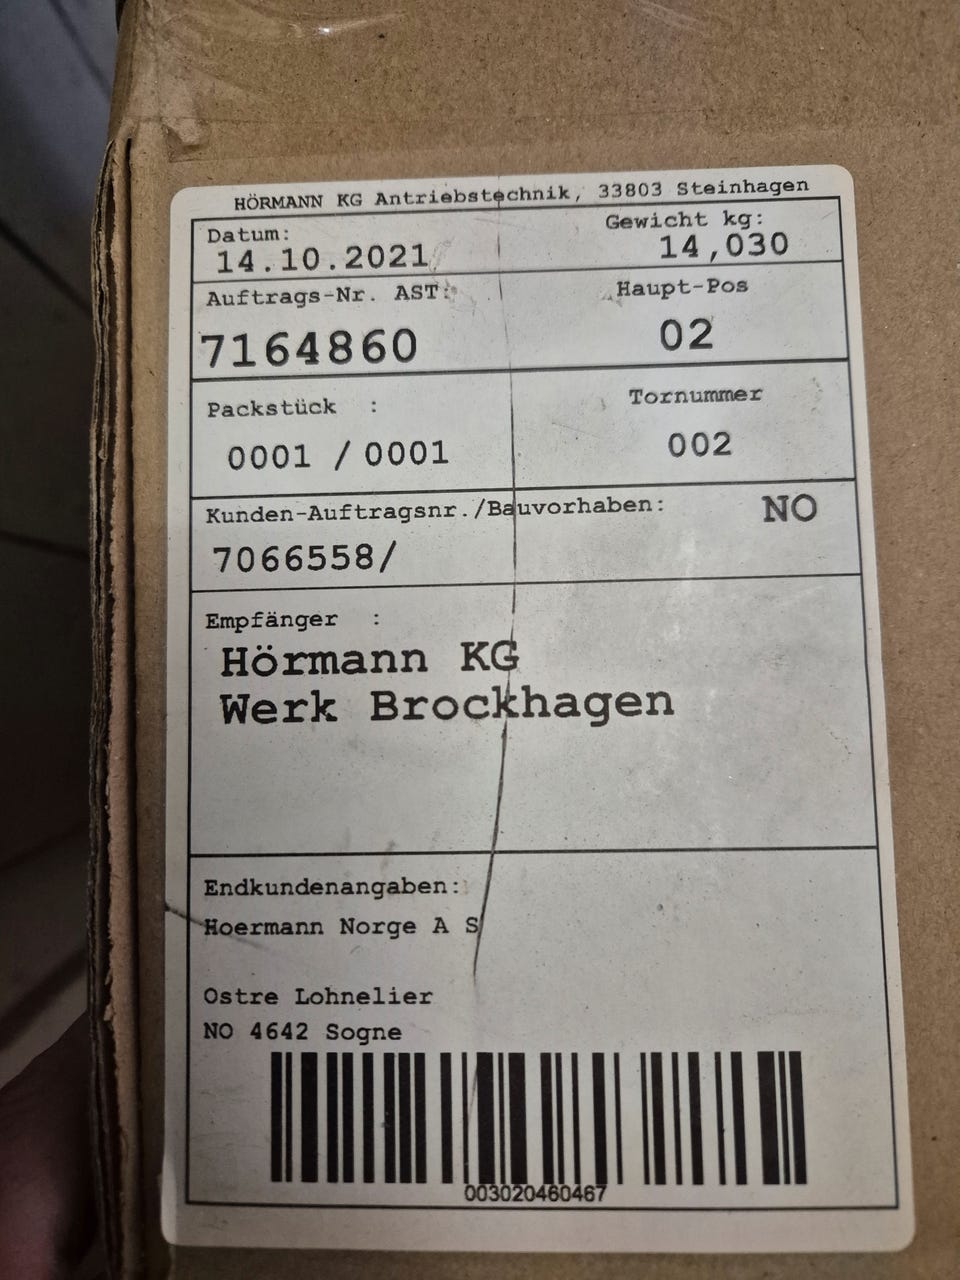 HÖRMANN KG Antriebstechnik, 33803 Steinhagen
Datum: Gewicht kg:
14.10.2021 14,030
Auftrags-Nr. AST: Haupt-Pos
7164860 02
Packstück : Tornummer
0001 / 0001 002
Kunden-Auftragsnr./Bauvorhaben: NO
7066558/
Empfänger :
Hörmann KG
Werk Brockhagen
Endkundenangaben:
Hoermann Norge A S
Ostre Lohnelier
NO 4642 Sogne
003020460467